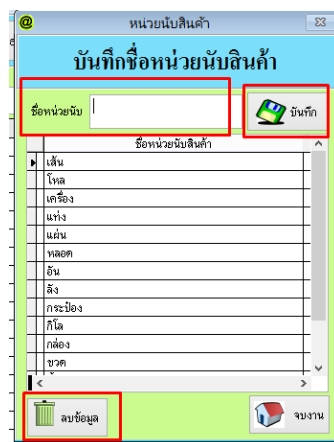 หน่วยนับสินค้า
บันทึกชื่อหน่วยนับสินค้า
ชื่อหน่วยนับ
บันทึก
ชื่อหน่วยนับสินค้า
เส้น
โหล
เครื่อง
แท่ง
แผ่น
หลอด
อัน
ลัง
กระป๋อง
กิโล
กล่อง
ขวด
ลบข้อมูล
จบงาน